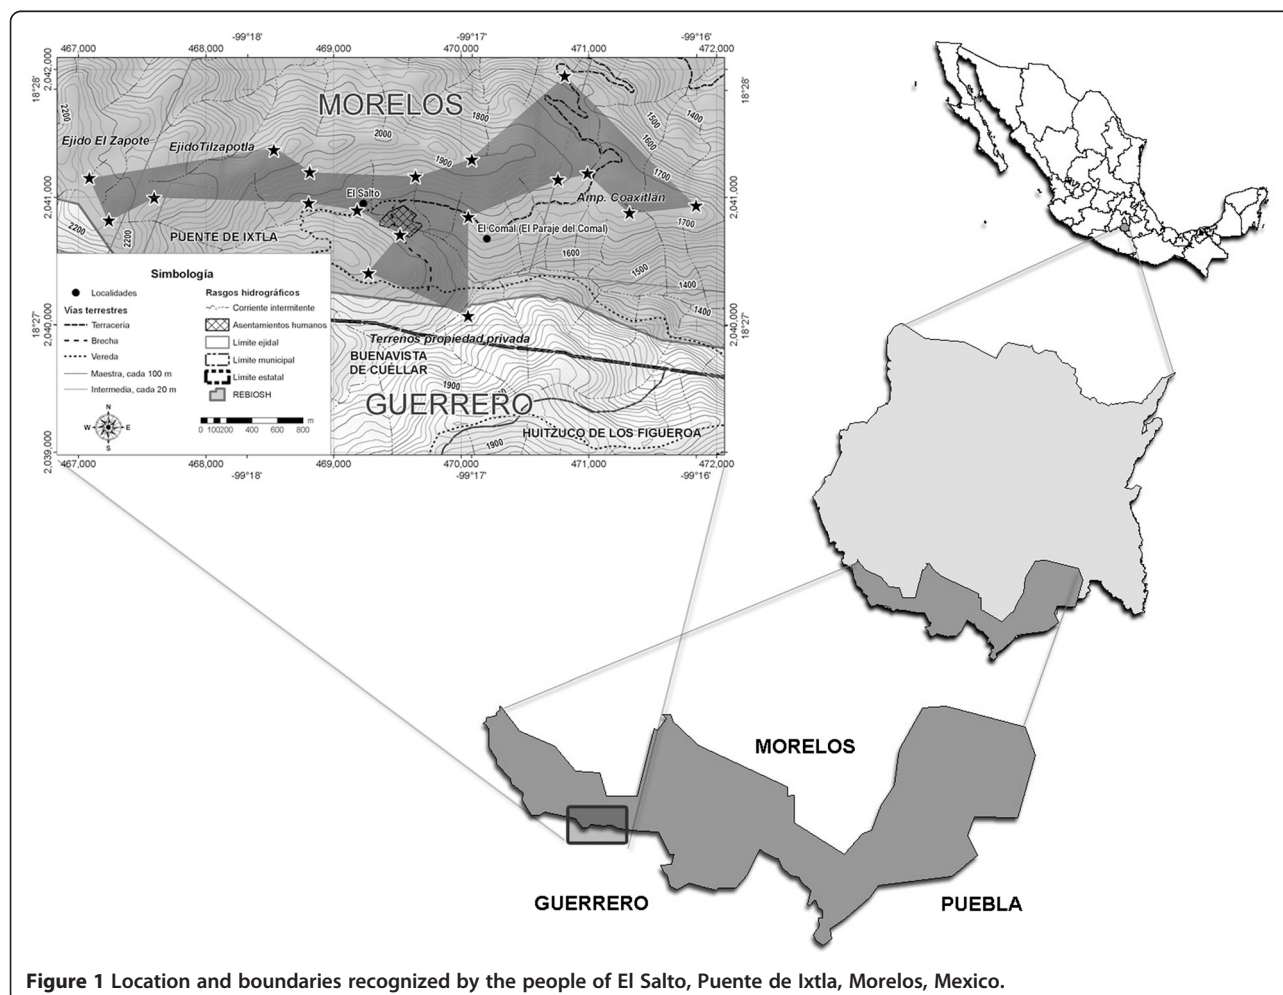 -99°18' -99°17' -99°16'
467,000 468,000 469,000 470,000 471,000 472,000
2,042,000
18°28'
18°28'
2,042,000
MORELOS
2200
2000
1800
1900
1400
1500
1600
1700
1400
Ejido El Zapote
EjidoTilzapotla
El Salto
Amp. Coaxitlán
2,041,000
2,041,000
1700
2200
2200
PUENTE DE IXTLA
El Comal (El Paraje del Comal)
1600
1500
1400
1400
Simbología
Localidades
Vías terrestres
Terracería
Brecha
Vereda
Maestra, cada 100 m
Intermedia, cada 20 m
Rasgos hidrográficos
Corriente intermitente
Asentamientos humanos
Limite ejidal
Límite municipal
Límite estatal
REBIOSH
N
W E
S
0 100200 400 600 800 m
18°27'
2,040,000
2,040,000
18°27'
Terrenos propiedad privada
BUENAVISTA
DE CUÉLLAR
1900
GUERRERO
HUITZUCO DE LOS FIGUEROA
1900
2,039,000
2,039,000
467,000 468,000 469,000 470,000 471,000 472,000
-99°18' -99°17' -99°16'
MORELOS
GUERRERO
PUEBLA
Figure 1 Location and boundaries recognized by the people of El Salto, Puente de Ixtla, Morelos, Mexico.